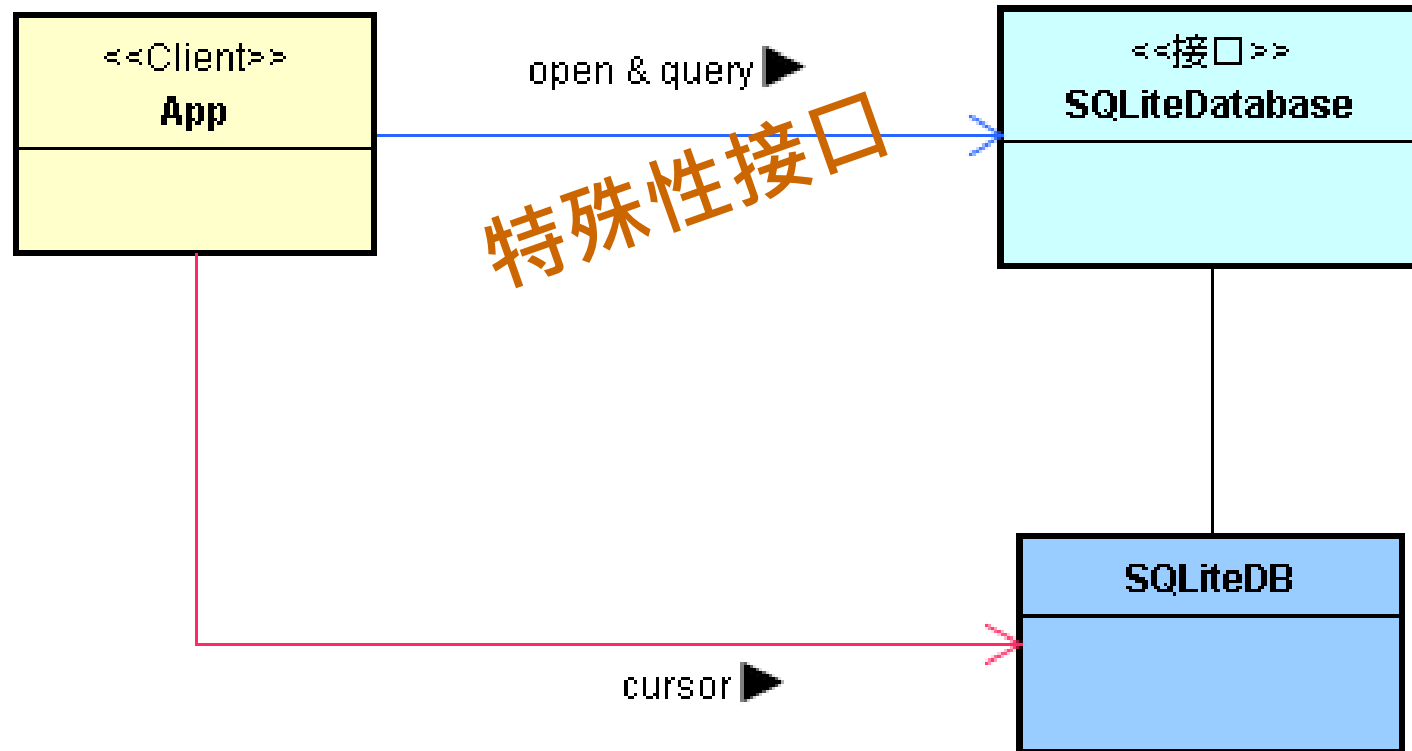 <<Client>>
App
open & query
<<接口>>
SQLiteDatabase
特殊性接口
SQLiteDB
cursor